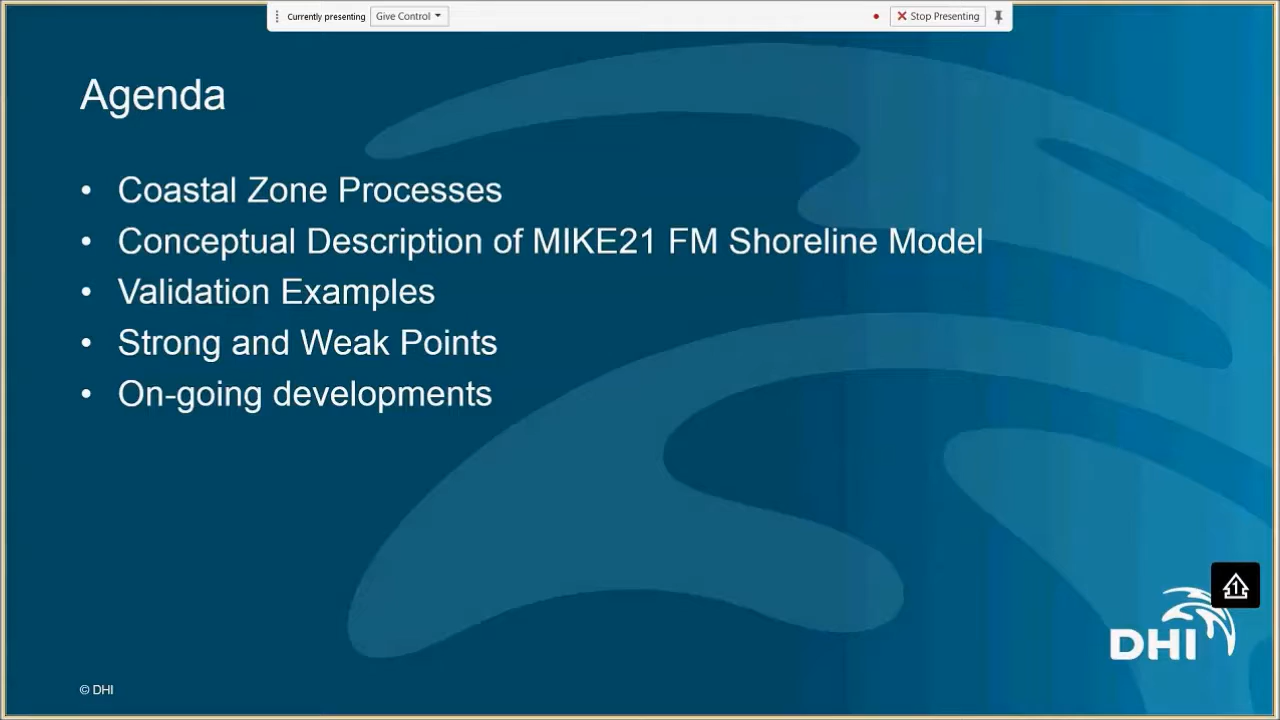 Currently presenting Give Control Stop Presenting
Agenda
• Coastal Zone Processes
• Conceptual Description of MIKE21 FM Shoreline Model
• Validation Examples
• Strong and Weak Points
• On-going developments
1
DHI
© DHI